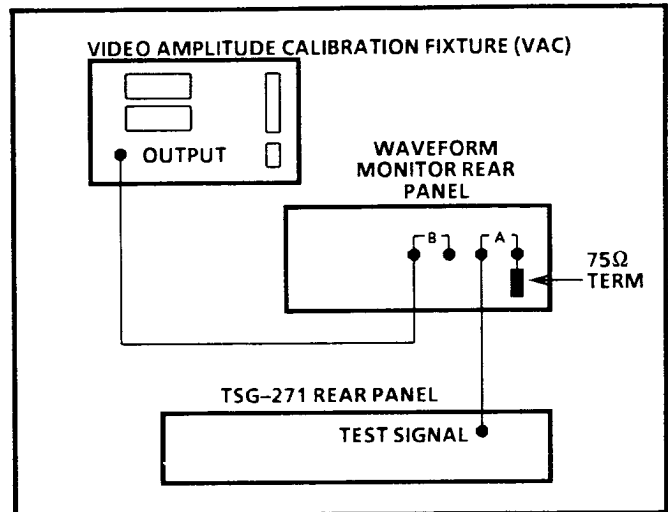 VIDEO AMPLITUDE CALIBRATION FIXTURE (VAC)
OUTPUT
WAVEFORM
MONITOR REAR
PANEL
B
A
75Ω
TERM
TSG–271 REAR PANEL
TEST SIGNAL